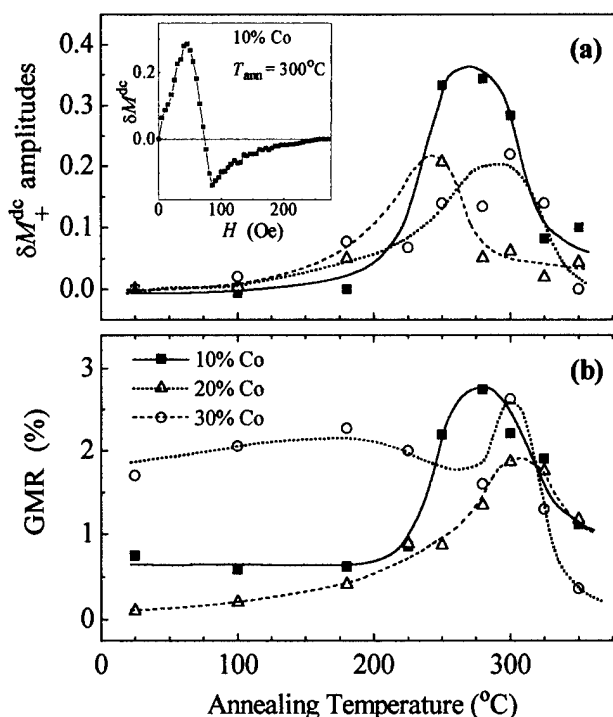 (a)
0.4
0.3
0.2
0.1
0.0
δM₊ᵈᶜ amplitudes
10% Co
Tₐₙₙ = 300°C
0.2
0.0
δMᵈᶜ
0 100 200
H (Oe)
(b)
3
2
1
0
GMR (%)
10% Co
20% Co
30% Co
0 100 200 300
Annealing Temperature (°C)